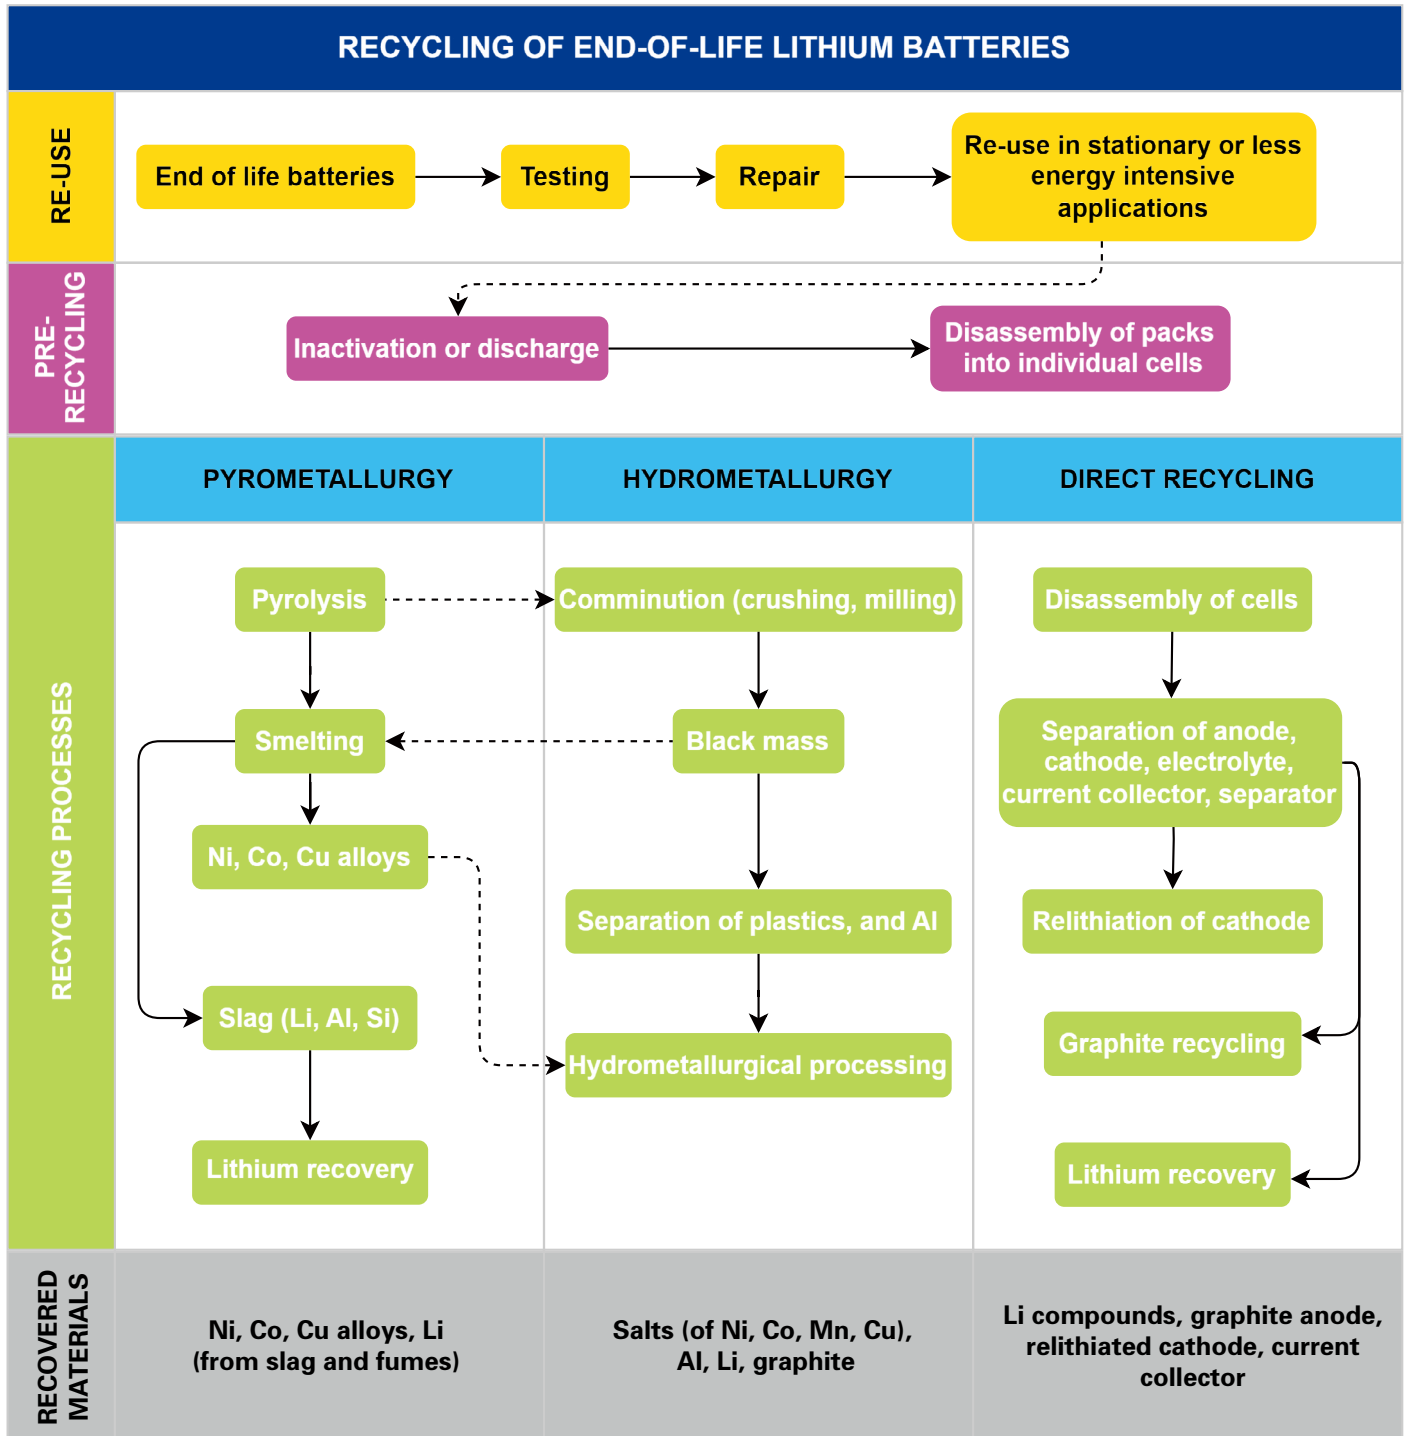 RECYCLING OF END-OF-LIFE LITHIUM BATTERIES
RE-USE
End of life batteries
Testing
Repair
Re-use in stationary or less
energy intensive
applications
PRE-
RECYCLING
Inactivation or discharge
Disassembly of packs
into individual cells
RECYCLING PROCESSES
PYROMETALLURGY
HYDROMETALLURGY
DIRECT RECYCLING
Pyrolysis
Smelting
Ni, Co, Cu alloys
Slag (Li, Al, Si)
Lithium recovery
Comminution (crushing, milling)
Black mass
Separation of plastics, and Al
Hydrometallurgical processing
Disassembly of cells
Separation of anode,
cathode, electrolyte,
current collector, separator
Relithiation of cathode
Graphite recycling
Lithium recovery
RECOVERED
MATERIALS
Ni, Co, Cu alloys, Li
(from slag and fumes)
Salts (of Ni, Co, Mn, Cu),
Al, Li, graphite
Li compounds, graphite anode,
relithiated cathode, current
collector